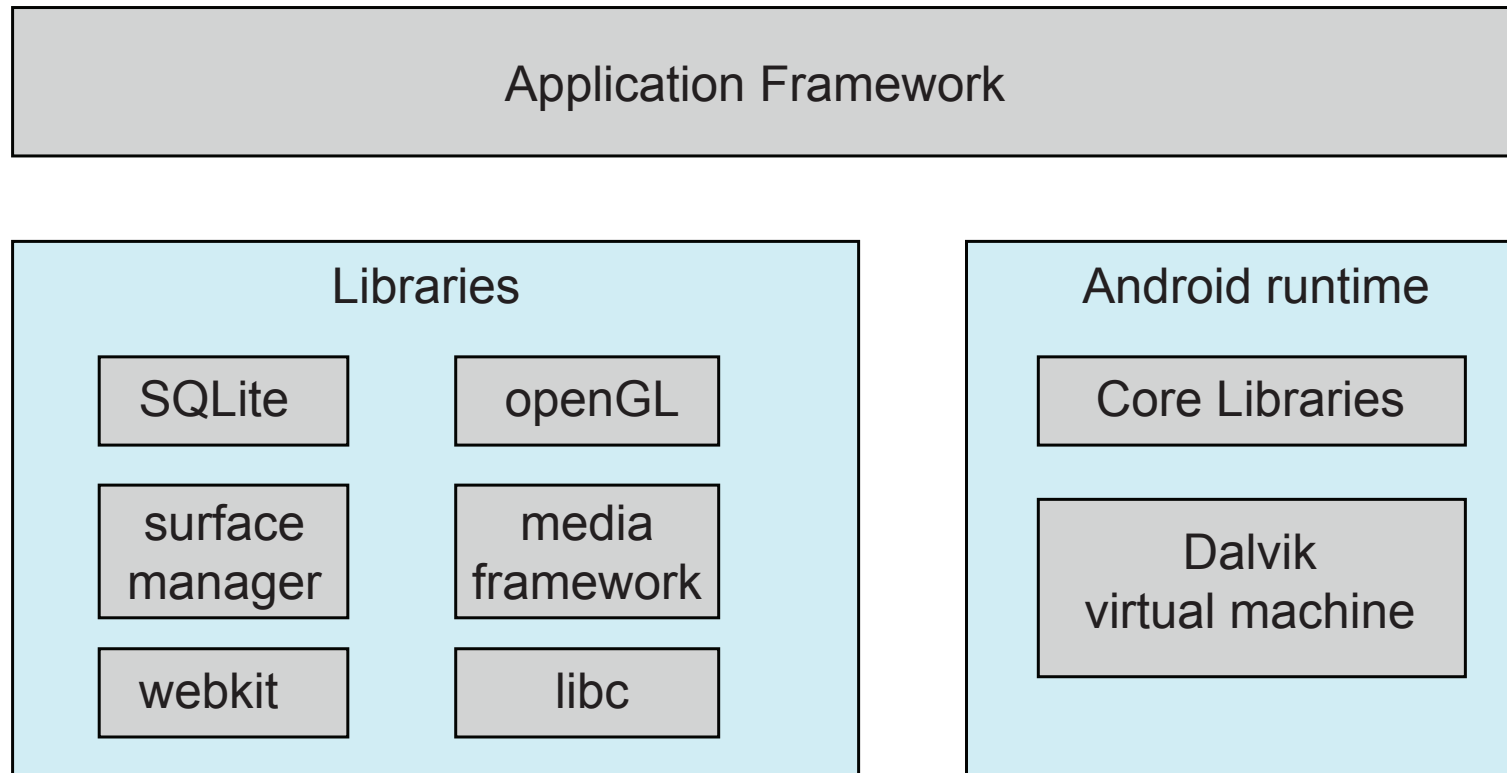 Application Framework
Libraries
SQLite
openGL
surface
manager
media
framework
webkit
libc
Android runtime
Core Libraries
Dalvik
virtual machine